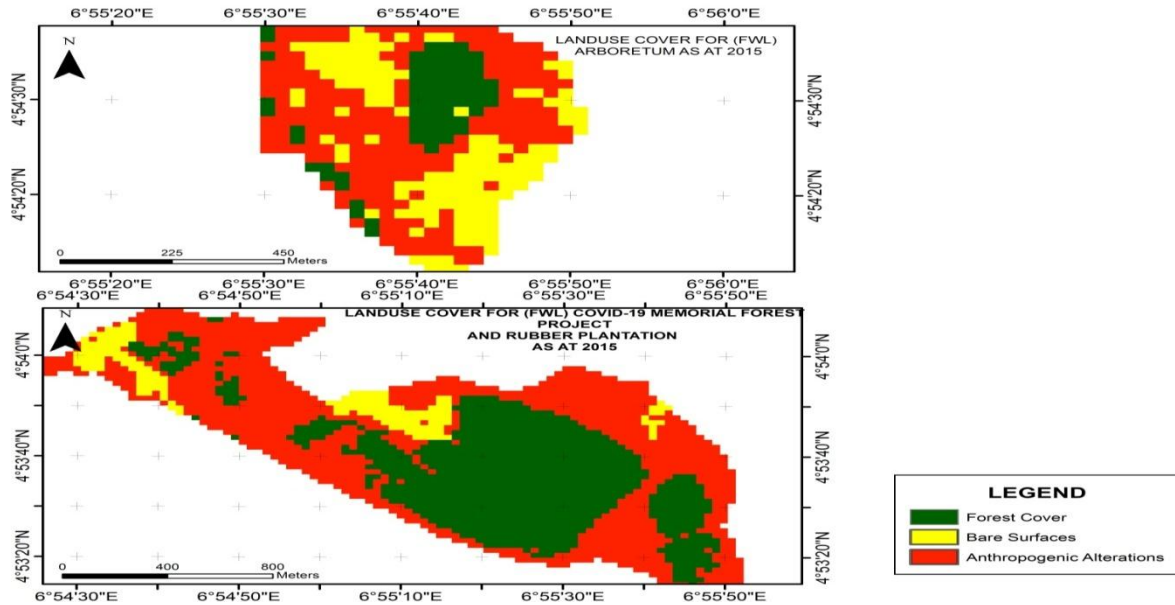 6°55'20"E 6°55'30"E 6°55'40"E 6°55'50"E 6°56'0"E
N
LANDUSE COVER FOR (FWL)
ARBORETUM AS AT 2015
4°54'30"N
4°54'30"N
4°54'20"N
4°54'20"N
0 225 450
Meters
6°55'20"E 6°55'30"E 6°55'40"E 6°55'50"E 6°56'0"E
6°54'30"E 6°54'50"E 6°55'10"E 6°55'30"E 6°55'50"E
N
LANDUSE COVER FOR (FWL) COVID-19 MEMORIAL FOREST
PROJECT
AND RUBBER PLANTATION
AS AT 2015
4°54'0"N
4°54'0"N
4°53'40"N
4°53'40"N
4°53'20"N
4°53'20"N
0 400 800
Meters
6°54'30"E 6°54'50"E 6°55'10"E 6°55'30"E 6°55'50"E
LEGEND
Forest Cover
Bare Surfaces
Anthropogenic Alterations